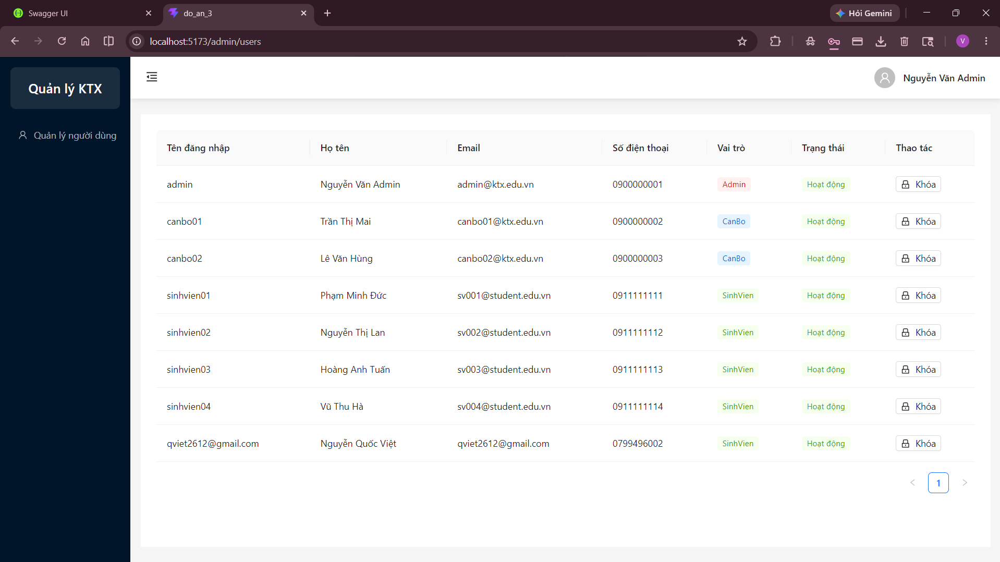 Swagger UI
do_an_3
Hỏi Gemini
localhost:5173/admin/users
V
Quản lý KTX
Nguyễn Văn Admin
Quản lý người dùng
Tên đăng nhập Họ tên Email Số điện thoại Vai trò Trạng thái Thao tác
admin Nguyễn Văn Admin admin@ktx.edu.vn 0900000001 Admin Hoạt động Khóa
canbo01 Trần Thị Mai canbo01@ktx.edu.vn 0900000002 CanBo Hoạt động Khóa
canbo02 Lê Văn Hùng canbo02@ktx.edu.vn 0900000003 CanBo Hoạt động Khóa
sinhvien01 Phạm Minh Đức sv001@student.edu.vn 0911111111 SinhVien Hoạt động Khóa
sinhvien02 Nguyễn Thị Lan sv002@student.edu.vn 0911111112 SinhVien Hoạt động Khóa
sinhvien03 Hoàng Anh Tuấn sv003@student.edu.vn 0911111113 SinhVien Hoạt động Khóa
sinhvien04 Vũ Thu Hà sv004@student.edu.vn 0911111114 SinhVien Hoạt động Khóa
qviet2612@gmail.com Nguyễn Quốc Việt qviet2612@gmail.com 0799496002 SinhVien Hoạt động Khóa
1